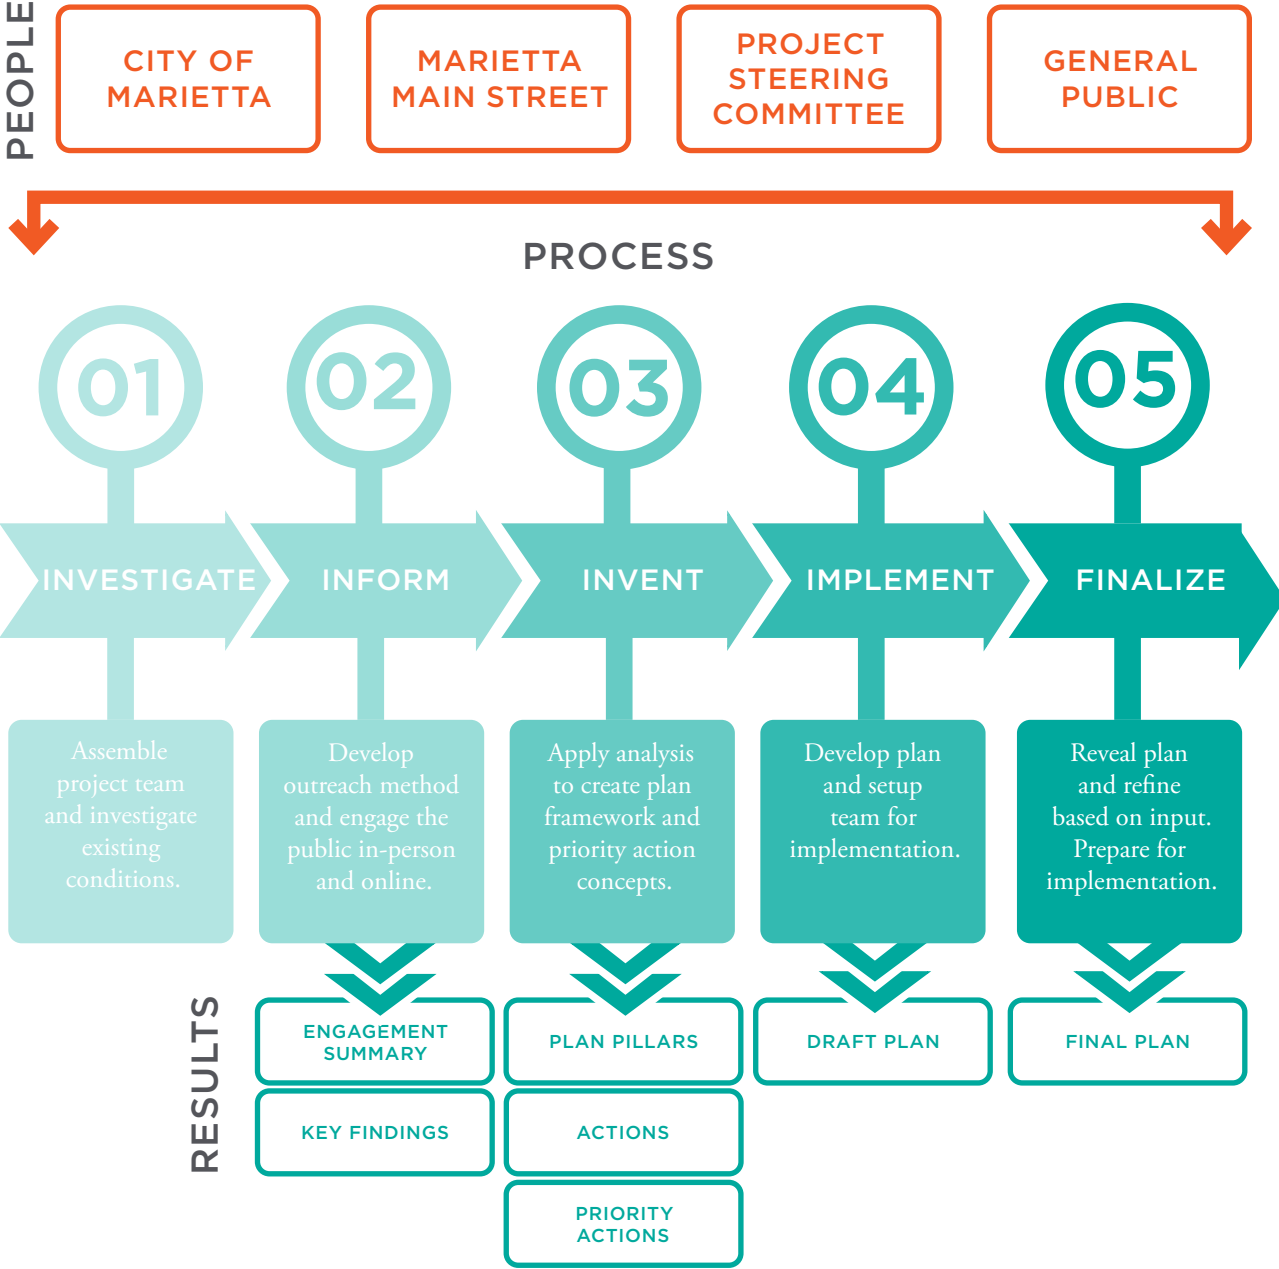 PEOPLE
CITY OF
MARIETTA
MARIETTA
MAIN STREET
PROJECT
STEERING
COMMITTEE
GENERAL
PUBLIC
PROCESS
01
02
03
04
05
INVESTIGATE
INFORM
INVENT
IMPLEMENT
FINALIZE
Assemble
project team
and investigate
existing
conditions.
Develop
outreach method
and engage the
public in-person
and online.
Apply analysis
to create plan
framework and
priority action
concepts.
Develop plan
and setup
team for
implementation.
Reveal plan
and refine
based on input.
Prepare for
implementation.
RESULTS
ENGAGEMENT
SUMMARY
KEY FINDINGS
PLAN PILLARS
ACTIONS
PRIORITY
ACTIONS
DRAFT PLAN
FINAL PLAN